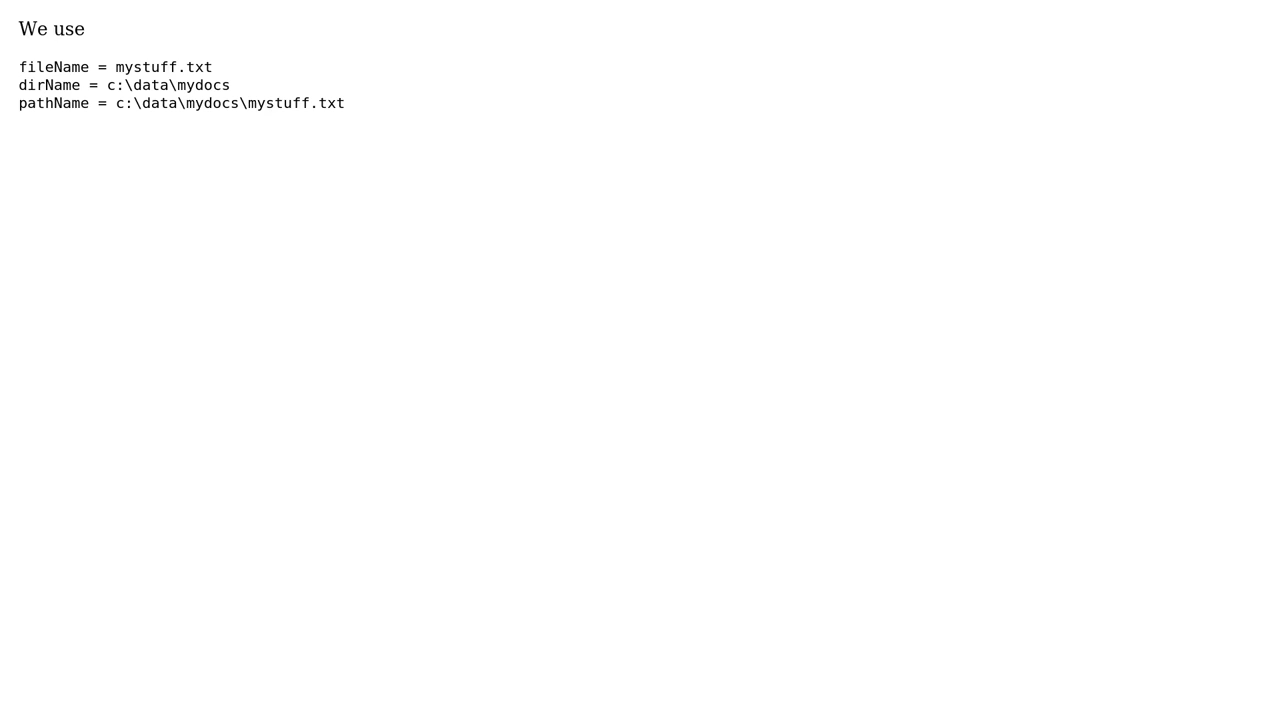 We use
fileName = mystuff.txt
dirName = c:\data\mydocs
pathName = c:\data\mydocs\mystuff.txt